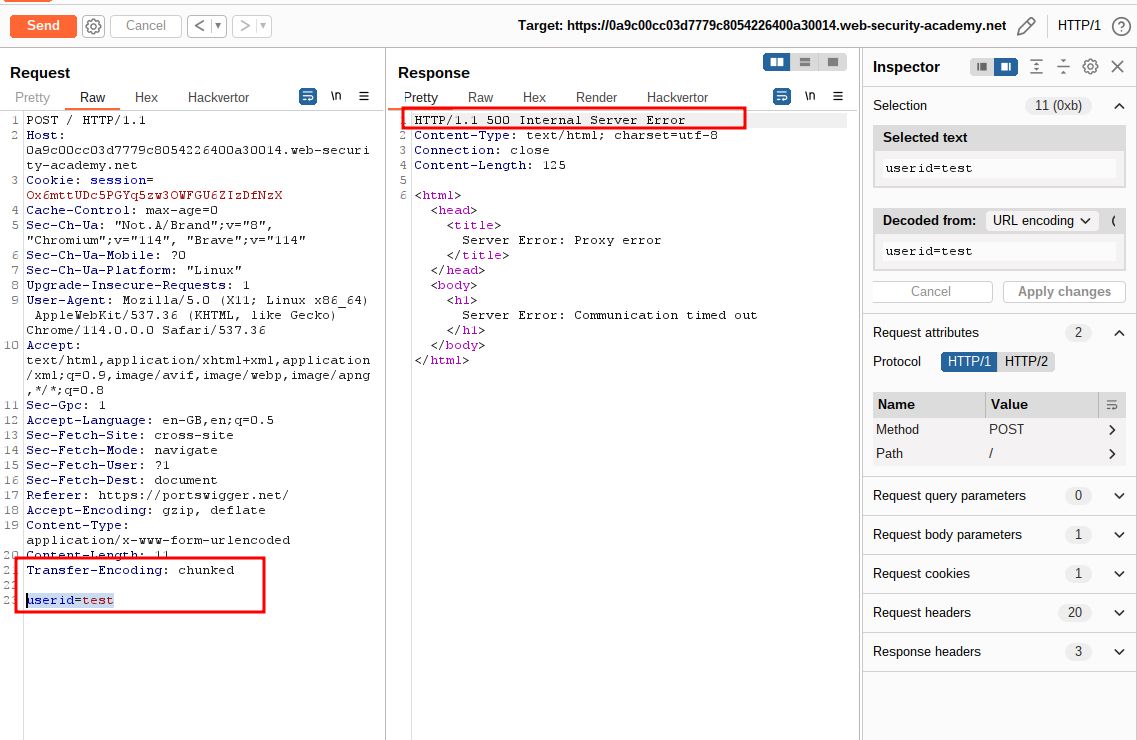 Send Cancel < > Target: https://0a9c00cc03d7779c8054226400a30014.web-security-academy.net HTTP/1 ?
Request
Pretty Raw Hex Hackvertor \n
1 POST / HTTP/1.1
2 Host:
0a9c00cc03d7779c8054226400a30014.web-securi
ty-academy.net
3 Cookie: session=
Ox6mttUDc5PGYq5zw3OWFGU6ZIzDfNzX
4 Cache-Control: max-age=0
5 Sec-Ch-Ua: "Not.A/Brand";v="8",
"Chromium";v="114", "Brave";v="114"
6 Sec-Ch-Ua-Mobile: ?0
7 Sec-Ch-Ua-Platform: "Linux"
8 Upgrade-Insecure-Requests: 1
9 User-Agent: Mozilla/5.0 (X11; Linux x86_64)
AppleWebKit/537.36 (KHTML, like Gecko)
Chrome/114.0.0.0 Safari/537.36
10 Accept:
text/html,application/xhtml+xml,application
/xml;q=0.9,image/avif,image/webp,image/apng
,*/*;q=0.8
11 Sec-Gpc: 1
12 Accept-Language: en-GB,en;q=0.5
13 Sec-Fetch-Site: cross-site
14 Sec-Fetch-Mode: navigate
15 Sec-Fetch-User: ?1
16 Sec-Fetch-Dest: document
17 Referer: https://portswigger.net/
18 Accept-Encoding: gzip, deflate
19 Content-Type:
application/x-www-form-urlencoded
20 Content-Length: 11
21 Transfer-Encoding: chunked
22
23 userid=test
Response
Pretty Raw Hex Render Hackvertor \n
1 HTTP/1.1 500 Internal Server Error
2 Content-Type: text/html; charset=utf-8
3 Connection: close
4 Content-Length: 125
5
6 <html>
<head>
<title>
Server Error: Proxy error
</title>
</head>
<body>
<h1>
Server Error: Communication timed out
</h1>
</body>
</html>
Inspector
Selection 11 (0xb)
Selected text
userid=test
Decoded from: URL encoding
userid=test
Cancel Apply changes
Request attributes 2
Protocol HTTP/1 HTTP/2
Name Value
Method POST
Path /
Request query parameters 0
Request body parameters 1
Request cookies 1
Request headers 20
Response headers 3